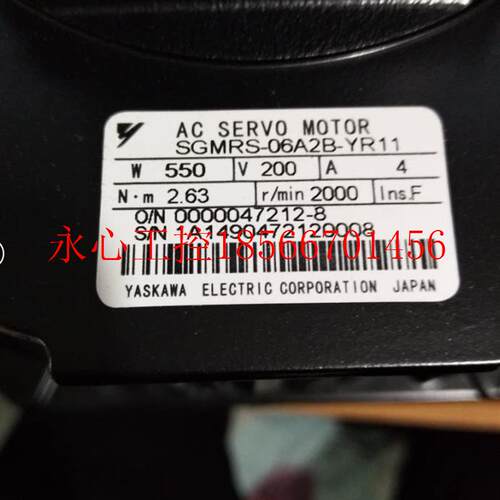 AC SERVO MOTOR
SGMRS-06A2B-YR11
W 550 V 200 A 4
N·m 2.63 r/min 2000 Ins.F
O/N 0000047212-8
S/N 1A1490472129008
永心工控18566701456
YASKAWA ELECTRIC CORPORATION JAPAN